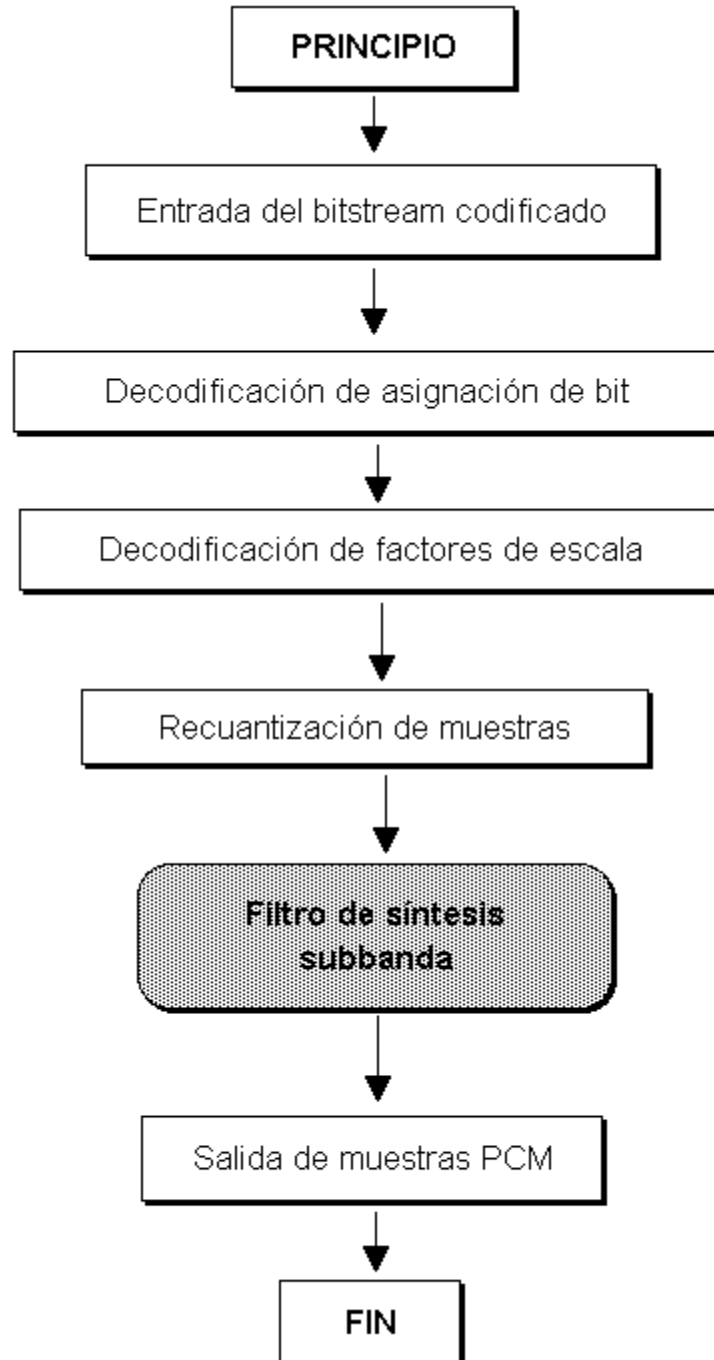 PRINCIPIO
Entrada del bitstream codificado
Decodificación de asignación de bit
Decodificación de factores de escala
Recuantización de muestras
Filtro de síntesis
subbanda
Salida de muestras PCM
FIN